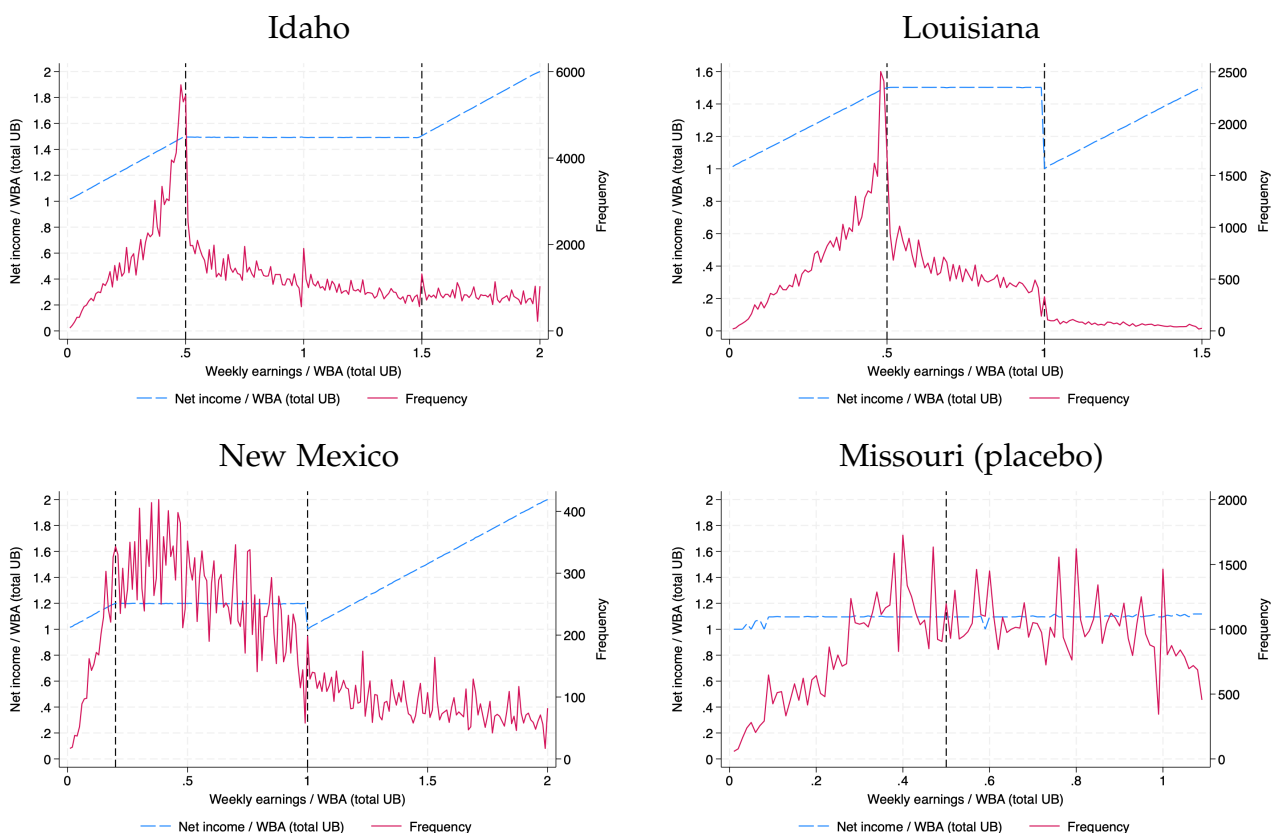 Idaho
Net income / WBA (total UB)
2
1.8
1.6
1.4
1.2
1
.8
.6
.4
.2
0
6000
4000
2000
0
Frequency
0 .5 1 1.5 2
Weekly earnings / WBA (total UB)
Net income / WBA (total UB) Frequency
Louisiana
Net income / WBA (total UB)
1.6
1.4
1.2
1
.8
.6
.4
.2
0
2500
2000
1500
1000
500
0
Frequency
0 .5 1 1.5
Weekly earnings / WBA (total UB)
Net income / WBA (total UB) Frequency
New Mexico
Net income / WBA (total UB)
2
1.8
1.6
1.4
1.2
1
.8
.6
.4
.2
0
400
300
200
100
0
Frequency
0 .5 1 1.5 2
Weekly earnings / WBA (total UB)
Net income / WBA (total UB) Frequency
Missouri (placebo)
Net income / WBA (total UB)
2
1.8
1.6
1.4
1.2
1
.8
.6
.4
.2
0
2000
1500
1000
500
0
Frequency
0 .2 .4 .6 .8 1
Weekly earnings / WBA (total UB)
Net income / WBA (total UB) Frequency